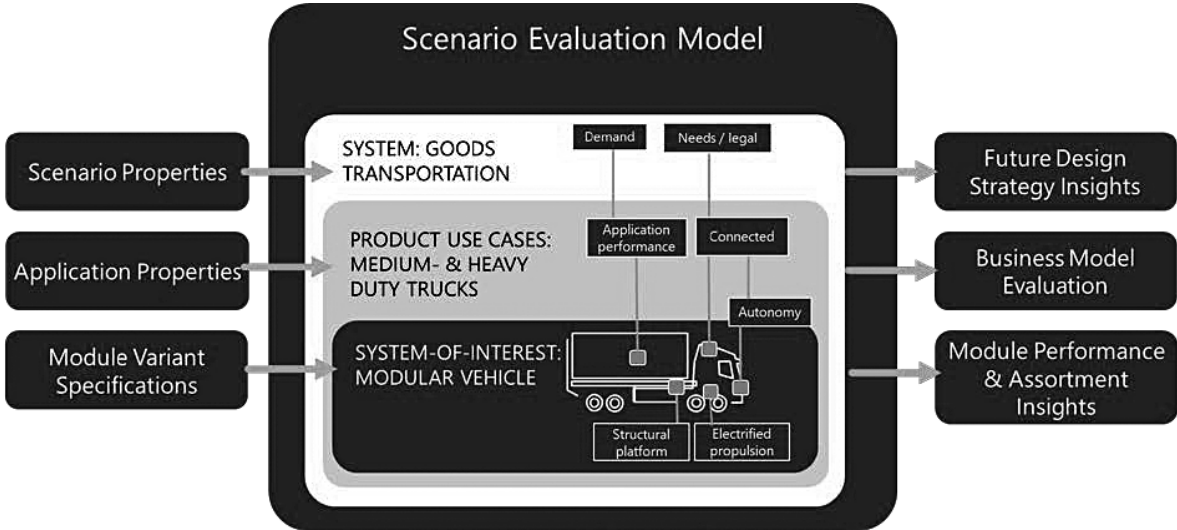 Scenario Evaluation Model
Scenario Properties
Application Properties
Module Variant
Specifications
SYSTEM: GOODS
TRANSPORTATION
Demand
Needs / legal
PRODUCT USE CASES:
MEDIUM- & HEAVY
DUTY TRUCKS
Application
performance
Connected
Autonomy
SYSTEM-OF-INTEREST:
MODULAR VEHICLE
Structural
platform
Electrified
propulsion
Future Design
Strategy Insights
Business Model
Evaluation
Module Performance
& Assortment
Insights